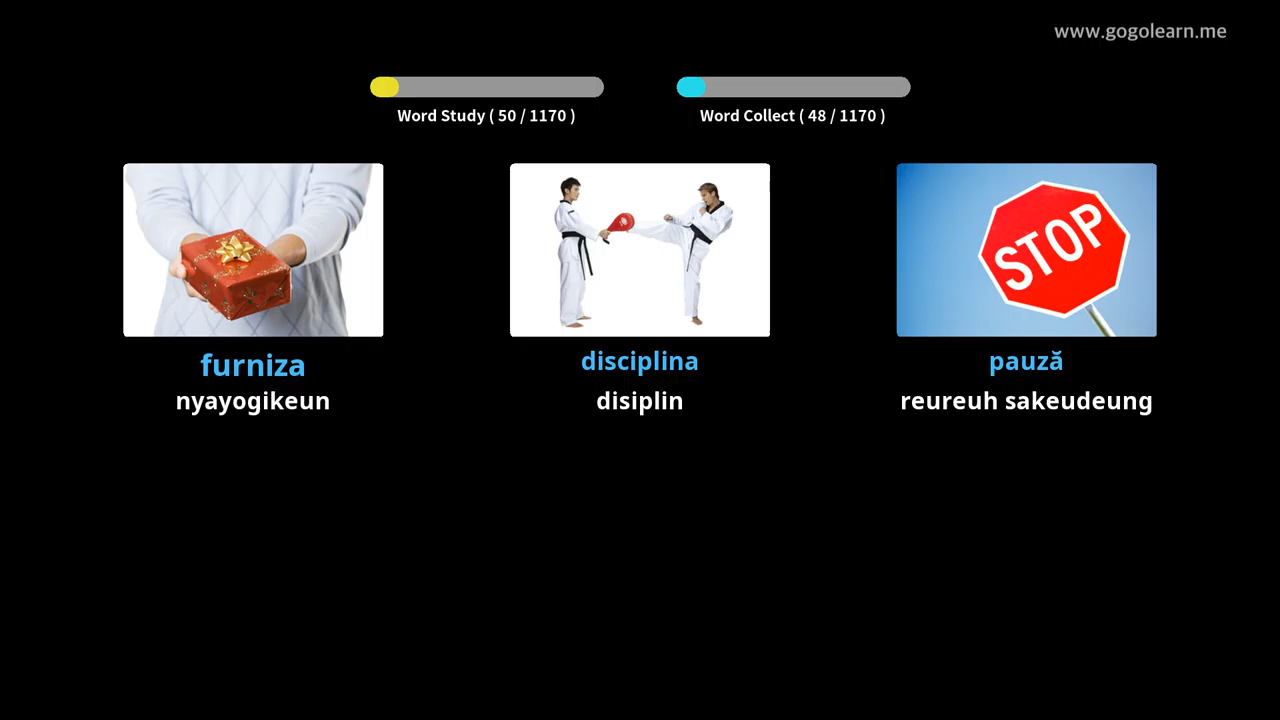 www.gogolearn.me
Word Study ( 50 / 1170 )
Word Collect ( 48 / 1170 )
STOP
furniza
disciplina
pauză
nyayogikeun
disiplin
reureuh sakeudeung